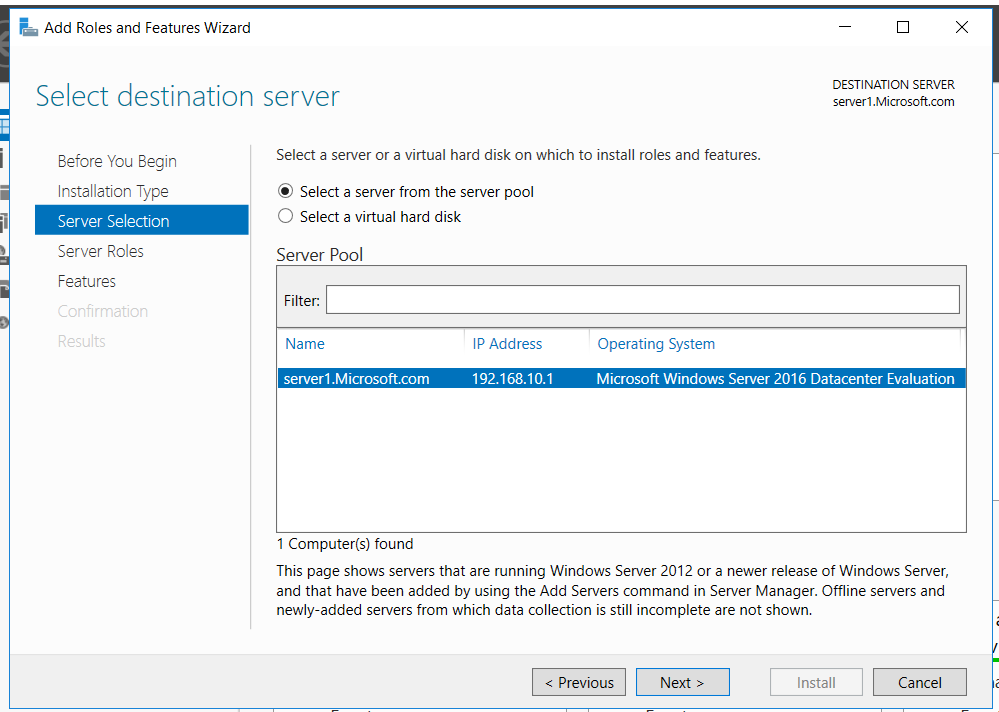 Add Roles and Features Wizard
Select destination server
DESTINATION SERVER
server1.Microsoft.com
Before You Begin
Installation Type
Server Selection
Server Roles
Features
Confirmation
Results
Select a server or a virtual hard disk on which to install roles and features.
Select a server from the server pool
Select a virtual hard disk
Server Pool
Filter:
Name IP Address Operating System
server1.Microsoft.com 192.168.10.1 Microsoft Windows Server 2016 Datacenter Evaluation
1 Computer(s) found
This page shows servers that are running Windows Server 2012 or a newer release of Windows Server,
and that have been added by using the Add Servers command in Server Manager. Offline servers and
newly-added servers from which data collection is still incomplete are not shown.
< Previous Next > Install Cancel